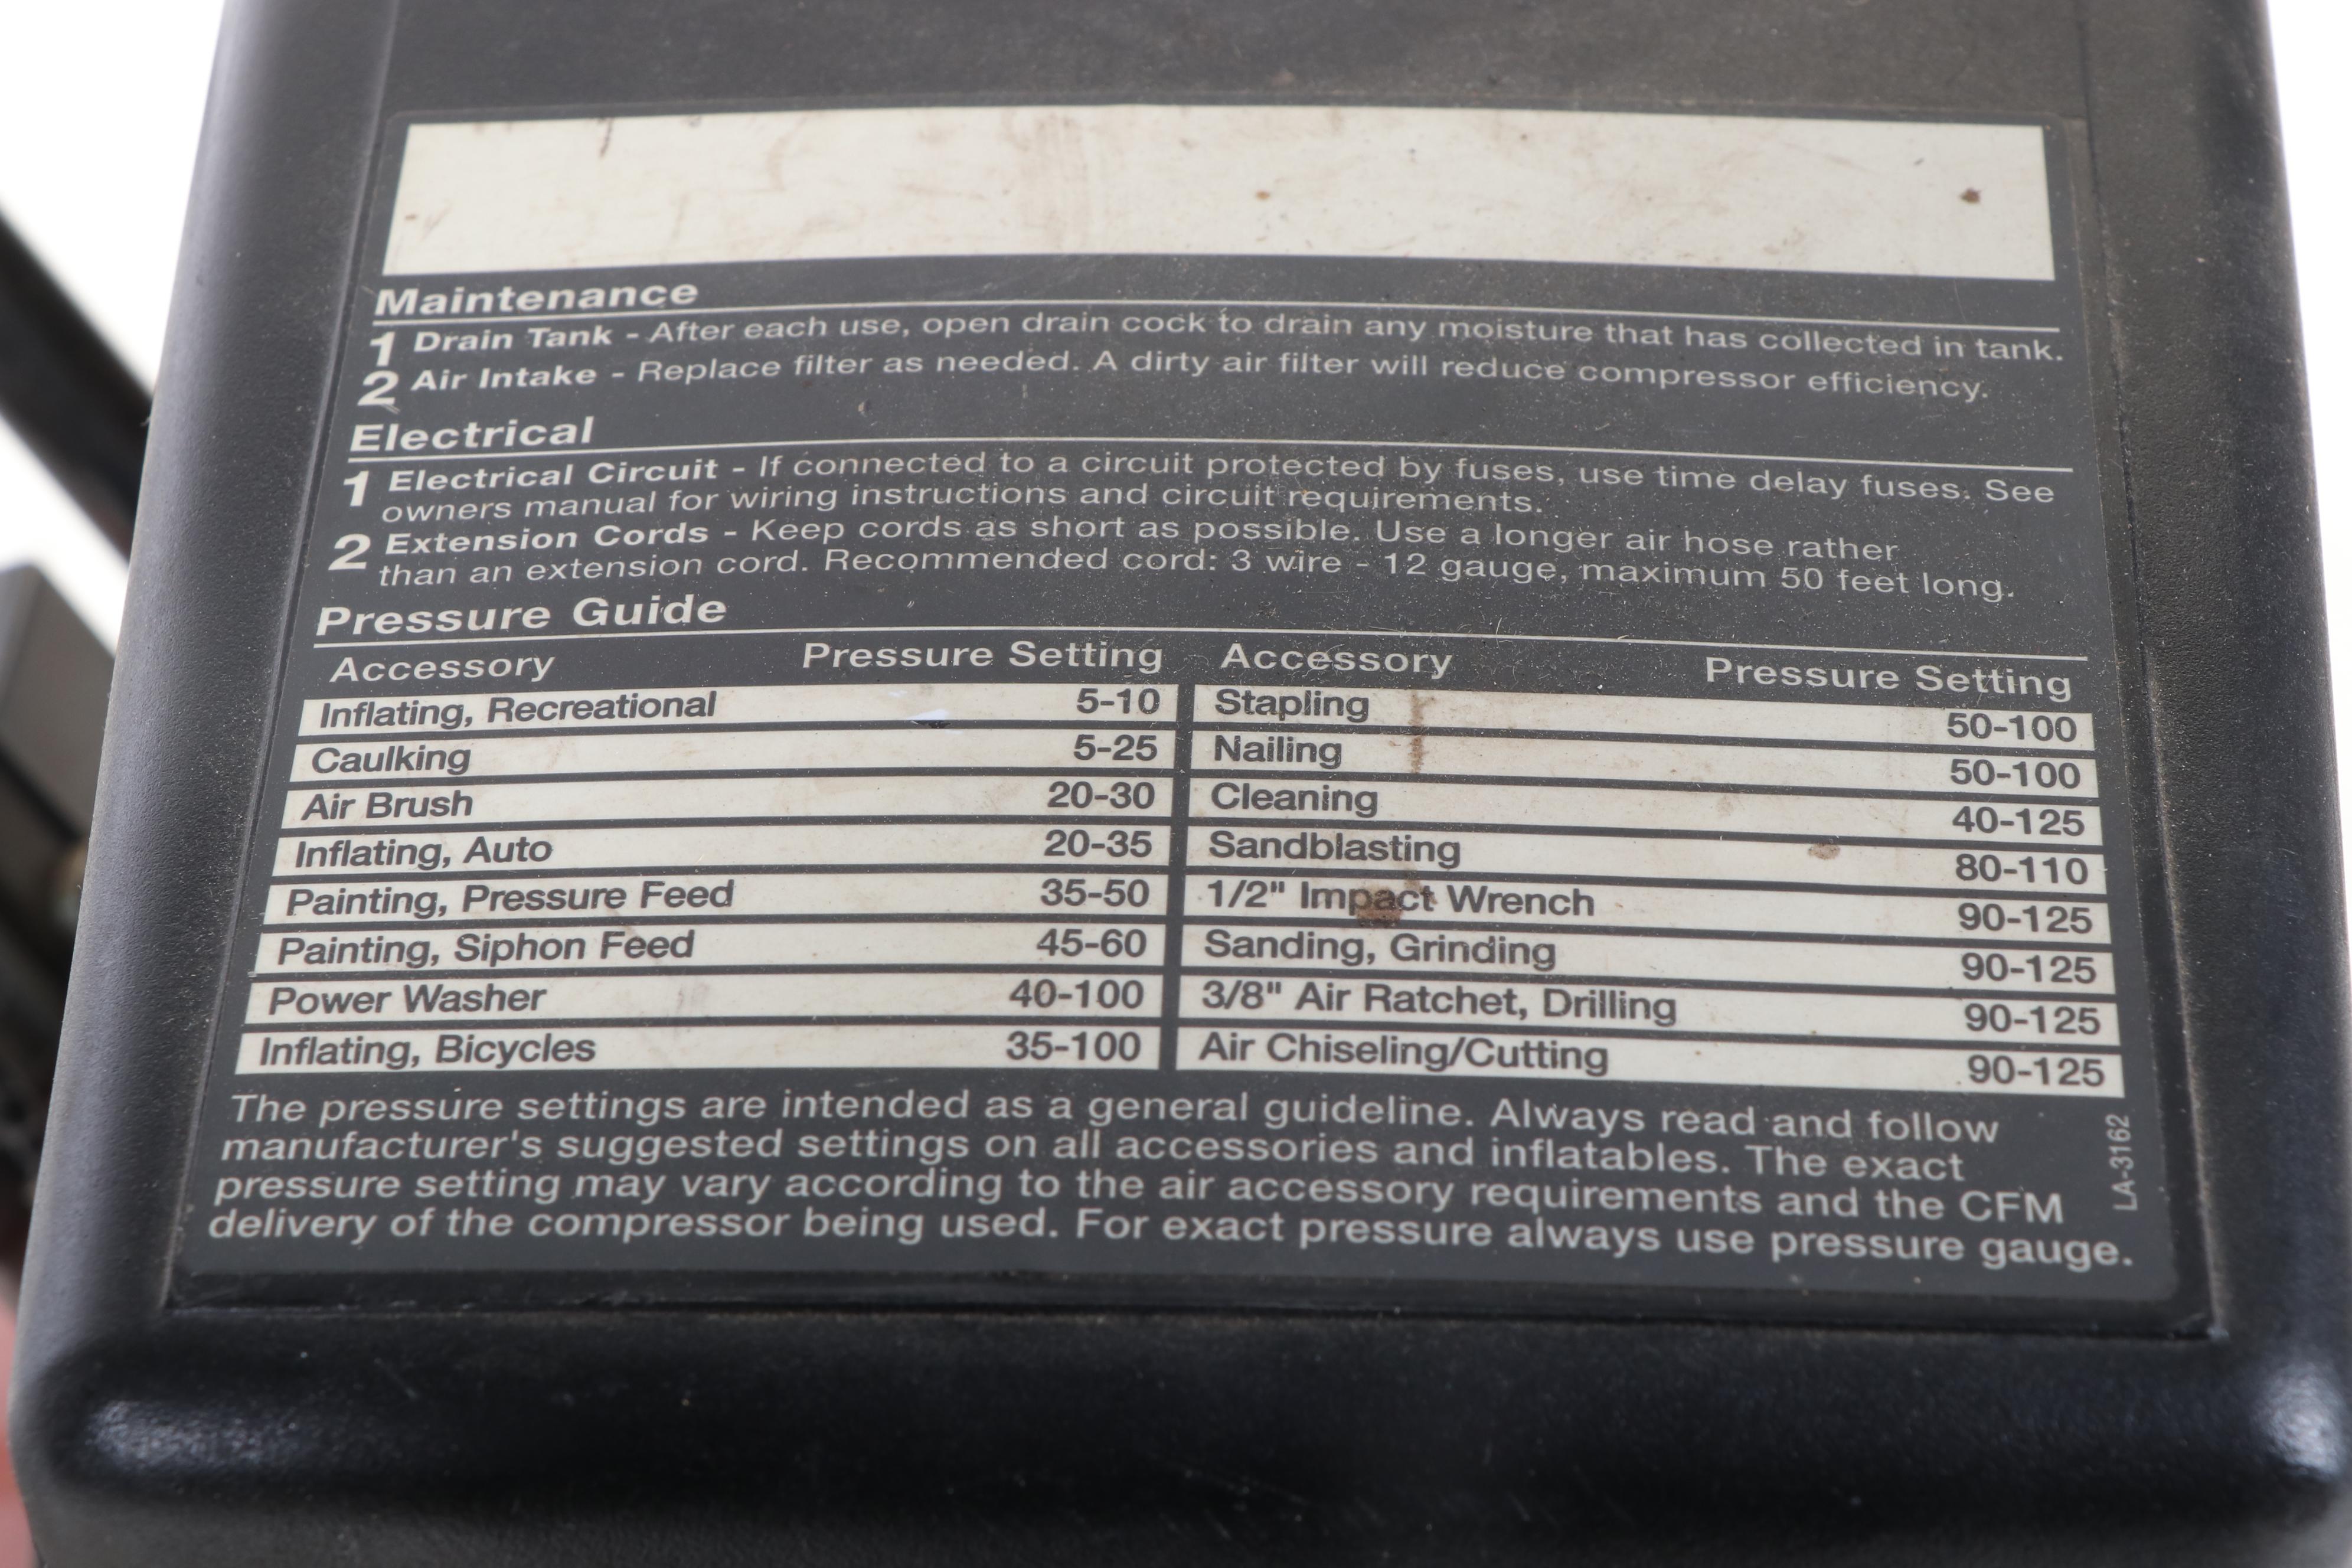 Maintenance
1 Drain Tank - After each use, open drain cock to drain any moisture that has collected in tank.
2 Air Intake - Replace filter as needed. A dirty air filter will reduce compressor efficiency.
Electrical
1 Electrical Circuit - If connected to a circuit protected by fuses, use time delay fuses. See
owners manual for wiring instructions and circuit requirements.
2 Extension Cords - Keep cords as short as possible. Use a longer air hose rather
than an extension cord. Recommended cord: 3 wire - 12 gauge, maximum 50 feet long.
Pressure Guide
Accessory Pressure Setting Accessory Pressure Setting
Inflating, Recreational 5-10 Stapling 50-100
Caulking 5-25 Nailing 50-100
Air Brush 20-30 Cleaning 40-125
Inflating, Auto 20-35 Sandblasting 80-110
Painting, Pressure Feed 35-50 1/2" Impact Wrench 90-125
Painting, Siphon Feed 45-60 Sanding, Grinding 90-125
Power Washer 40-100 3/8" Air Ratchet, Drilling 90-125
Inflating, Bicycles 35-100 Air Chiseling/Cutting 90-125
The pressure settings are intended as a general guideline. Always read and follow
manufacturer's suggested settings on all accessories and inflatables. The exact
pressure setting may vary according to the air accessory requirements and the CFM
delivery of the compressor being used. For exact pressure always use pressure gauge.
LA-3162